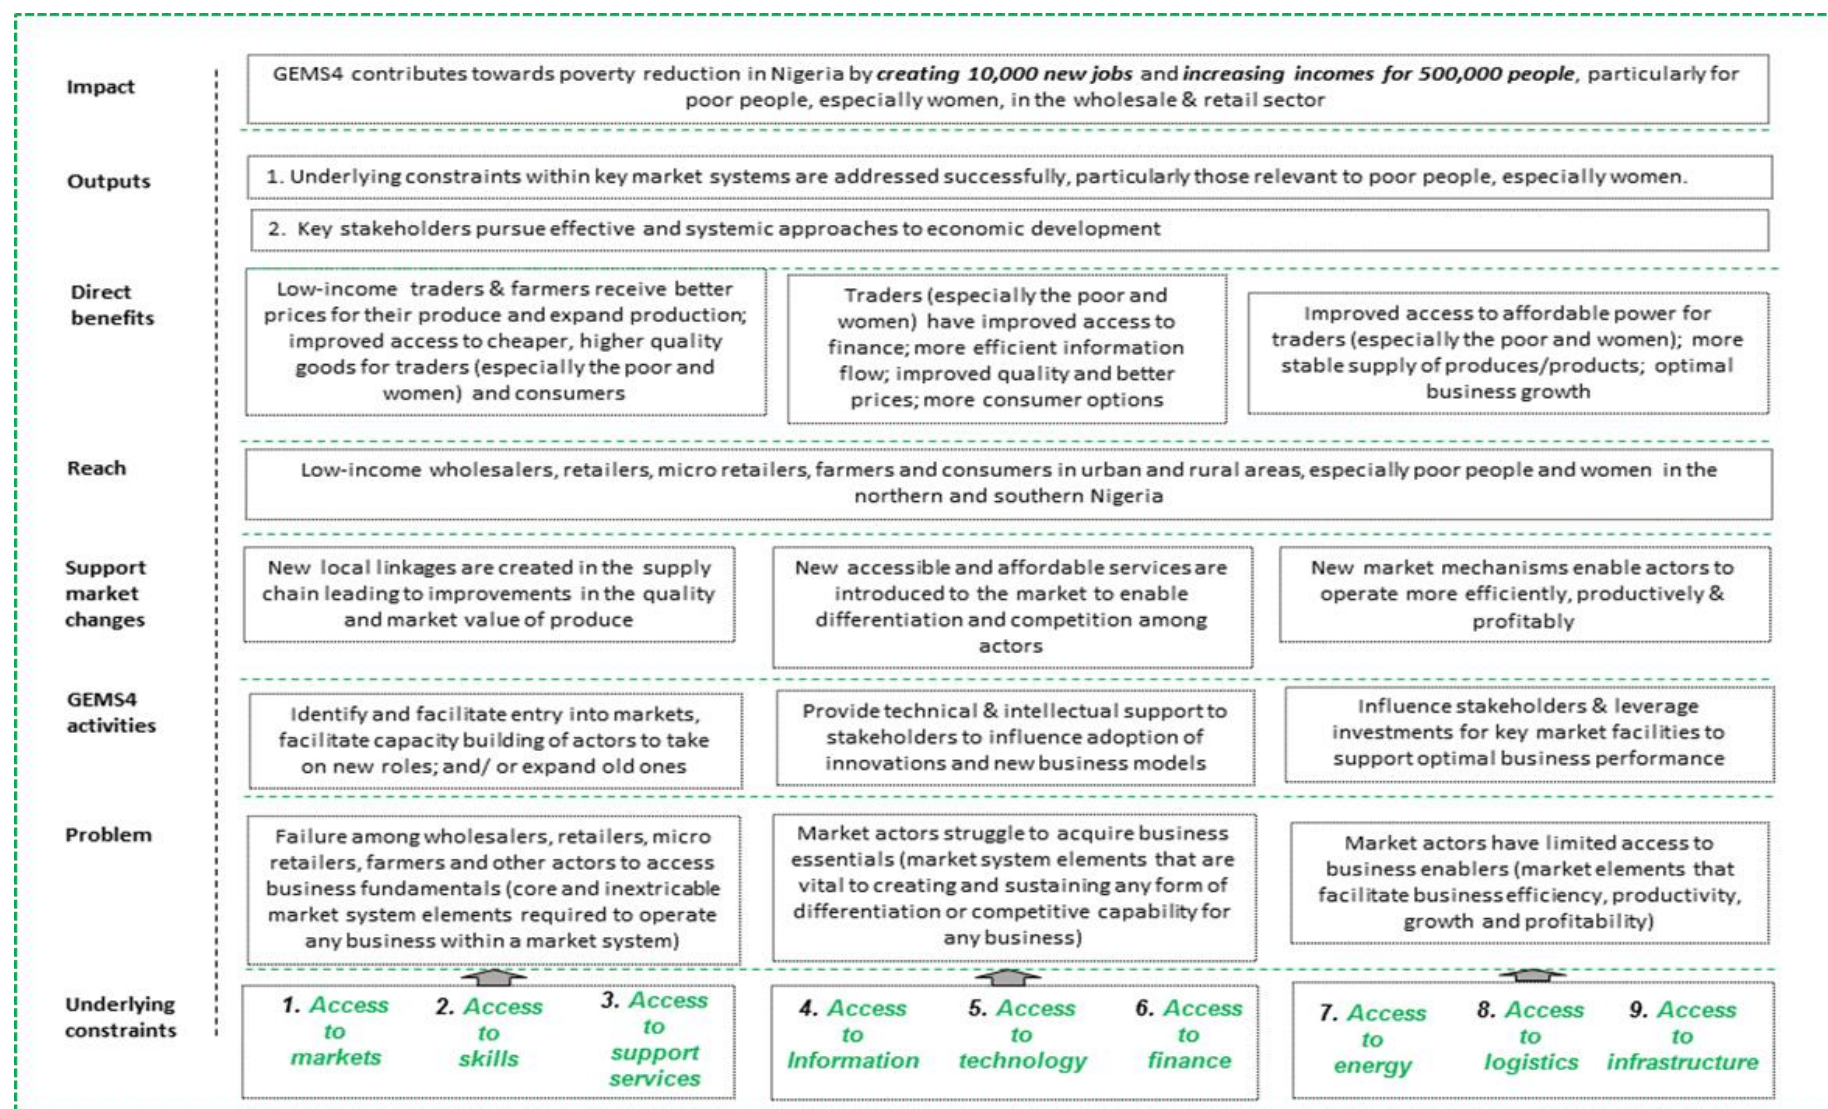 Impact
GEMS4 contributes towards poverty reduction in Nigeria by creating 10,000 new jobs and increasing incomes for 500,000 people, particularly for
poor people, especially women, in the wholesale & retail sector
Outputs
1. Underlying constraints within key market systems are addressed successfully, particularly those relevant to poor people, especially women.
2. Key stakeholders pursue effective and systemic approaches to economic development
Direct
benefits
Low-income traders & farmers receive better
prices for their produce and expand production;
improved access to cheaper, higher quality
goods for traders (especially the poor and
women) and consumers
Traders (especially the poor and
women) have improved access to
finance; more efficient information
flow; improved quality and better
prices; more consumer options
Improved access to affordable power for
traders (especially the poor and women); more
stable supply of produces/products; optimal
business growth
Reach
Low-income wholesalers, retailers, micro retailers, farmers and consumers in urban and rural areas, especially poor people and women in the
northern and southern Nigeria
Support
market
changes
New local linkages are created in the supply
chain leading to improvements in the quality
and market value of produce
New accessible and affordable services are
introduced to the market to enable
differentiation and competition among
actors
New market mechanisms enable actors to
operate more efficiently, productively &
profitably
GEMS4
activities
Identify and facilitate entry into markets,
facilitate capacity building of actors to take
on new roles; and/ or expand old ones
Provide technical & intellectual support to
stakeholders to influence adoption of
innovations and new business models
Influence stakeholders & leverage
investments for key market facilities to
support optimal business performance
Problem
Failure among wholesalers, retailers, micro
retailers, farmers and other actors to access
business fundamentals (core and inextricable
market system elements required to operate
any business within a market system)
Market actors struggle to acquire business
essentials (market system elements that are
vital to creating and sustaining any form of
differentiation or competitive capability for
any business)
Market actors have limited access to
business enablers (market elements that
facilitate business efficiency, productivity,
growth and profitability)
Underlying
constraints
1. Access
to
markets
2. Access
to
skills
3. Access
to
support
services
4. Access
to
Information
5. Access
to
technology
6. Access
to
finance
7. Access
to
energy
8. Access
to
logistics
9. Access
to
infrastructure